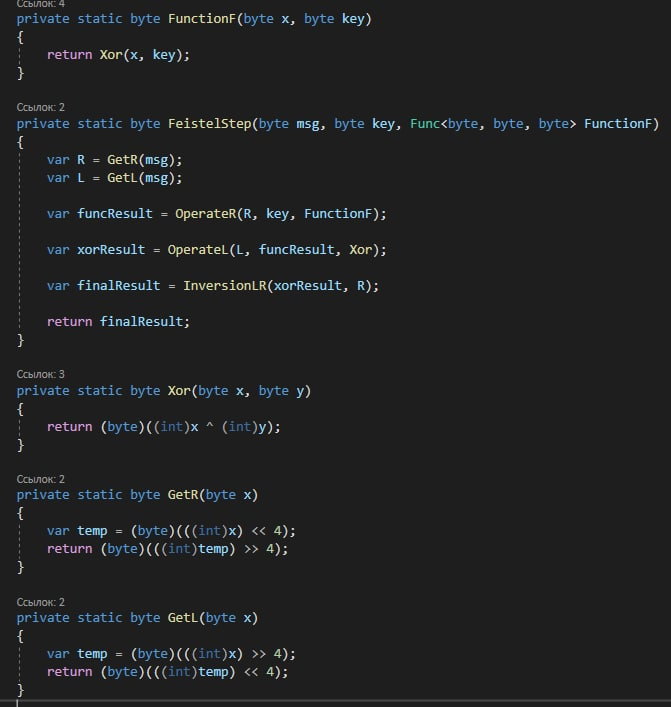 Ссылок: 4
private static byte FunctionF(byte x, byte key)
{
    return Xor(x, key);
}
Ссылок: 2
private static byte FeistelStep(byte msg, byte key, Func<byte, byte, byte> FunctionF)
{
    var R = GetR(msg);
    var L = GetL(msg);
    var funcResult = OperateR(R, key, FunctionF);
    var xorResult = OperateL(L, funcResult, Xor);
    var finalResult = InversionLR(xorResult, R);
    return finalResult;
}
Ссылок: 3
private static byte Xor(byte x, byte y)
{
    return (byte)((int)x ^ (int)y);
}
Ссылок: 2
private static byte GetR(byte x)
{
    var temp = (byte)(((int)x) << 4);
    return (byte)(((int)temp) >> 4);
}
Ссылок: 2
private static byte GetL(byte x)
{
    var temp = (byte)(((int)x) >> 4);
    return (byte)(((int)temp) << 4);
}